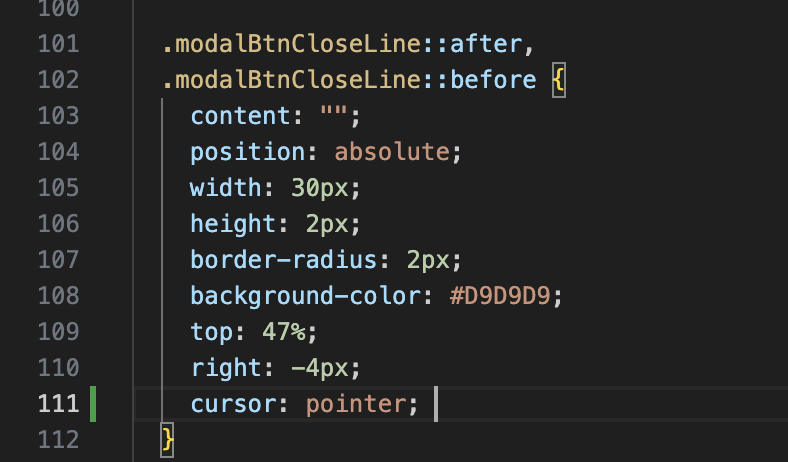 100
101 .modalBtnCloseLine::after,
102 .modalBtnCloseLine::before {
103 content: "";
104 position: absolute;
105 width: 30px;
106 height: 2px;
107 border-radius: 2px;
108 background-color: #D9D9D9;
109 top: 47%;
110 right: -4px;
111 cursor: pointer;
112 }